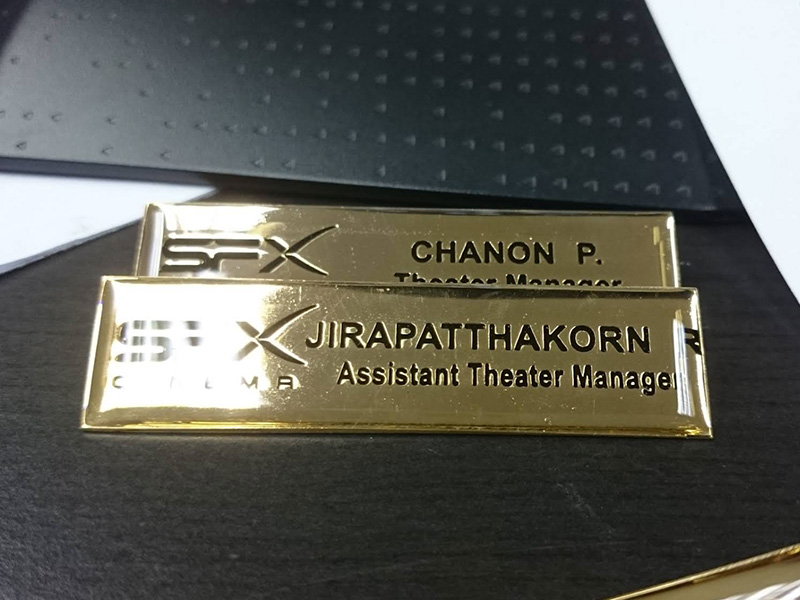 SFX
CHANON P.
Theater Manager
SFX
JIRAPATTHAKORN R
CINEMA
Assistant Theater Manager